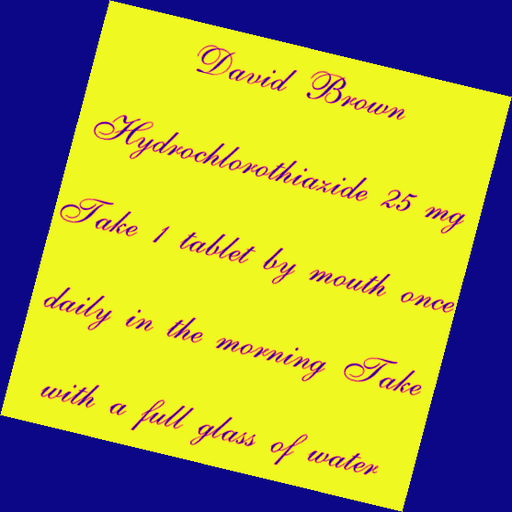 David Brown
Hydrochlorothiazide 25 mg
Take 1 tablet by mouth once
daily in the morning Take
with a full glass of water